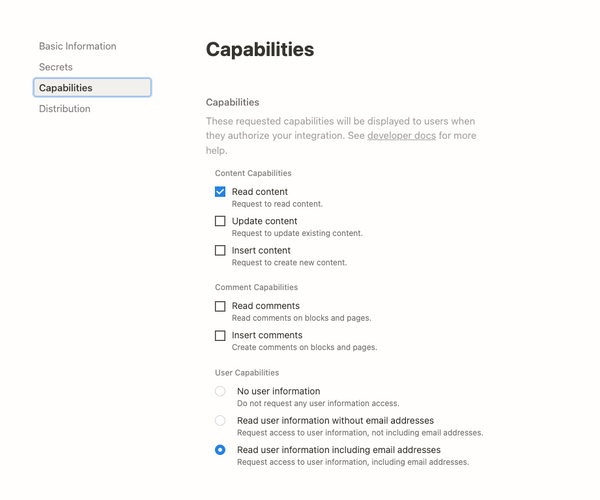 Basic Information
Secrets
Capabilities
Distribution
Capabilities
Capabilities
These requested capabilities will be displayed to users when
they authorize your integration. See developer docs for more
help.
Content Capabilities
Read content
Request to read content.
Update content
Request to update existing content.
Insert content
Request to create new content.
Comment Capabilities
Read comments
Read comments on blocks and pages.
Insert comments
Create comments on blocks and pages.
User Capabilities
No user information
Do not request any user information access.
Read user information without email addresses
Request access to user information, not including email addresses.
Read user information including email addresses
Request access to user information, including email addresses.